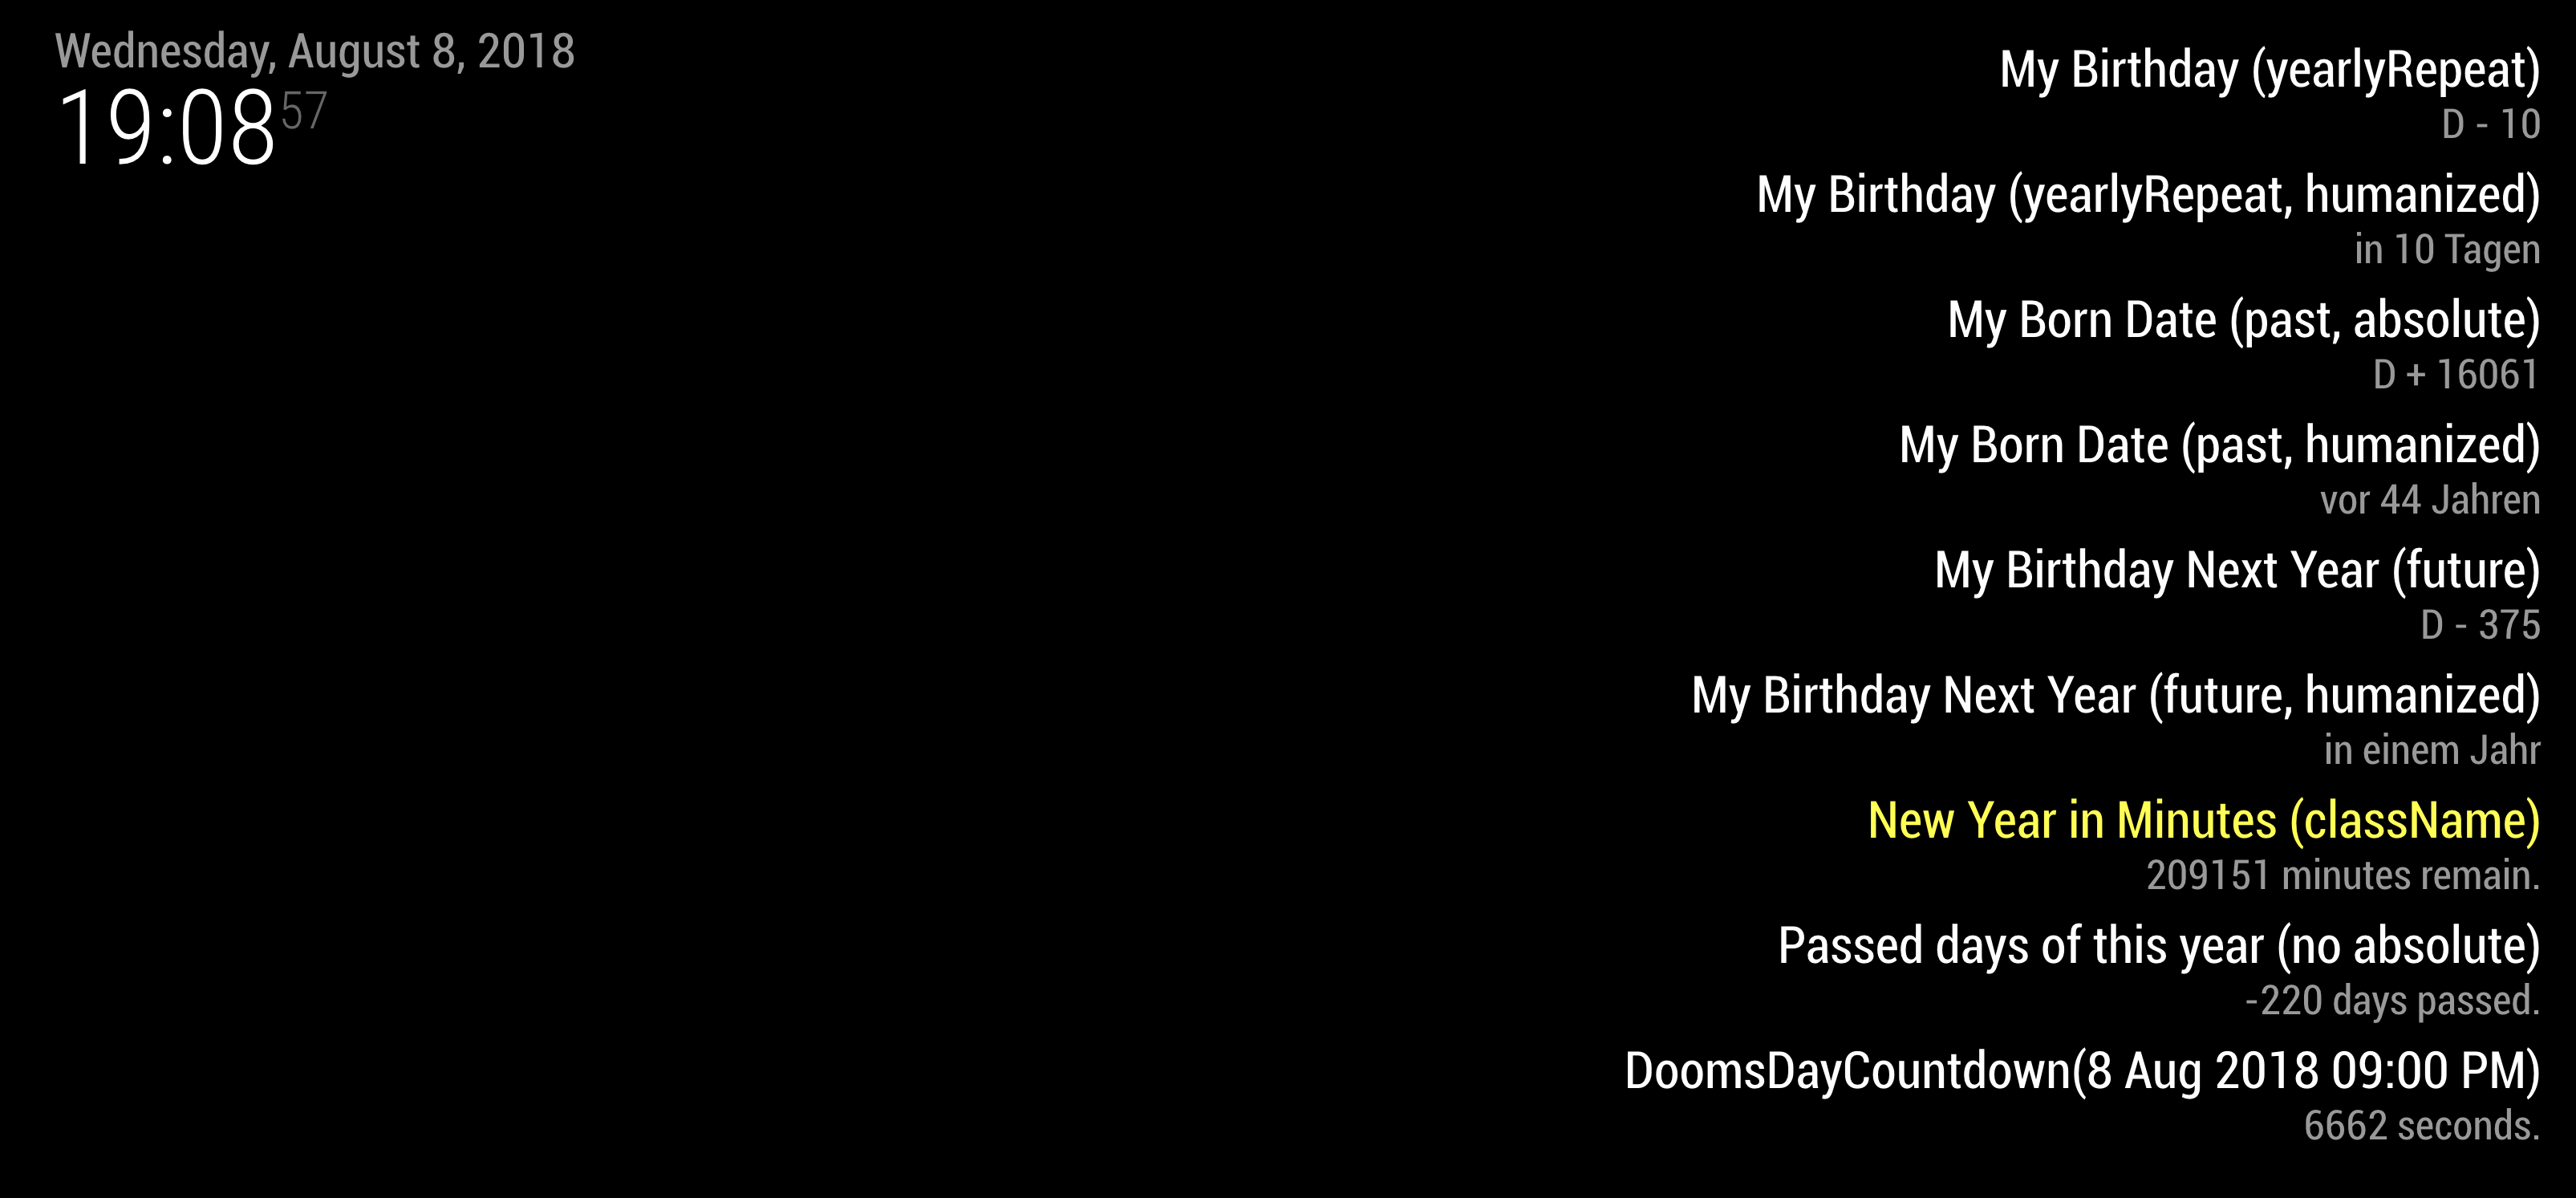 Wednesday, August 8, 2018
19:08 57
My Birthday (yearlyRepeat)
D - 10
My Birthday (yearlyRepeat, humanized)
in 10 Tagen
My Born Date (past, absolute)
D + 16061
My Born Date (past, humanized)
vor 44 Jahren
My Birthday Next Year (future)
D - 375
My Birthday Next Year (future, humanized)
in einem Jahr
New Year in Minutes (className)
209151 minutes remain.
Passed days of this year (no absolute)
-220 days passed.
DoomsDayCountdown(8 Aug 2018 09:00 PM)
6662 seconds.